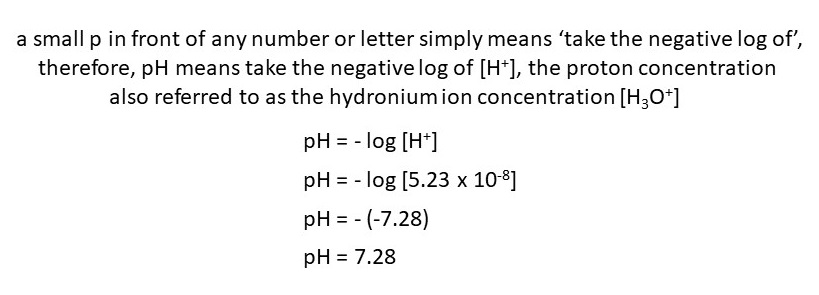 a small p in front of any number or letter simply means ‘take the negative log of’,
therefore, pH means take the negative log of [H⁺], the proton concentration
also referred to as the hydronium ion concentration [H₃O⁺]
pH = - log [H⁺]
pH = - log [5.23 x 10⁻⁸]
pH = - (-7.28)
pH = 7.28